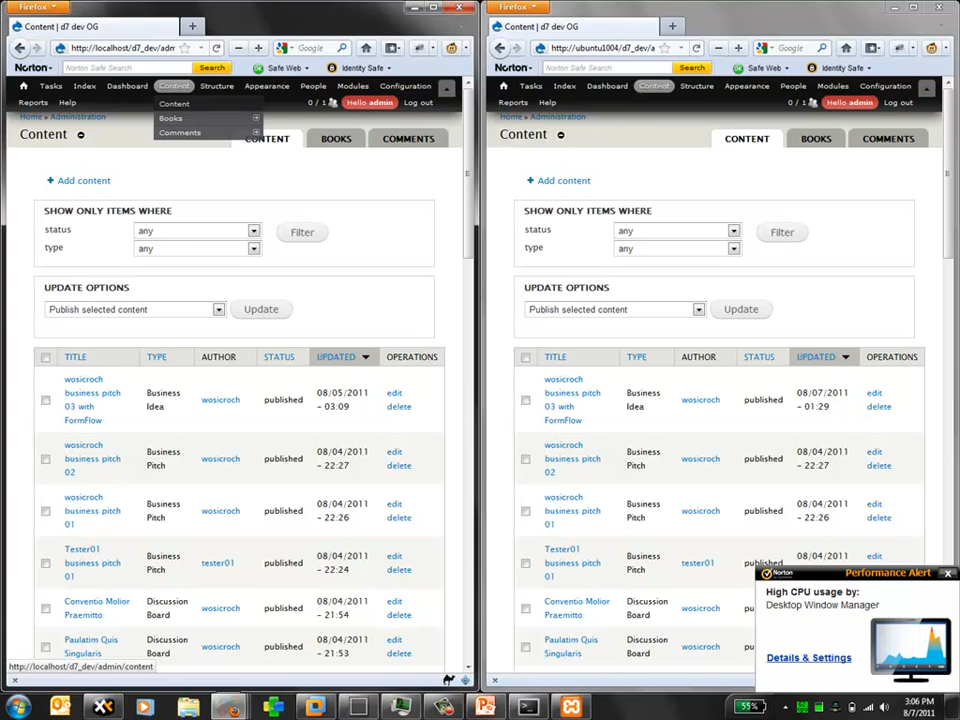 Firefox
Content | d7 dev OG
http://localhost/d7_dev/adm
Google
Norton
Norton Safe Search
Search
Safe Web
Identity Safe
Tasks Index Dashboard Content Structure Appearance People Modules Configuration
Reports Help
0 / 1
Hello admin
Log out
Content
Books
Comments
Home » Administration
Content
CONTENT
BOOKS
COMMENTS
+ Add content
SHOW ONLY ITEMS WHERE
status
any
type
any
Filter
UPDATE OPTIONS
Publish selected content
Update
TITLE TYPE AUTHOR STATUS UPDATED OPERATIONS
wosicroch
business pitch
03 with
FormFlow
Business
Idea
wosicroch
published
08/05/2011
- 03:09
edit
delete
wosicroch
business pitch
02
Business
Pitch
wosicroch
published
08/04/2011
- 22:27
edit
delete
wosicroch
business pitch
01
Business
Pitch
wosicroch
published
08/04/2011
- 22:26
edit
delete
Tester01
business pitch
01
Business
Pitch
tester01
published
08/04/2011
- 22:24
edit
delete
Conventio Molior
Praemitto
Discussion
Board
wosicroch
published
08/04/2011
- 21:54
edit
delete
Paulatim Quis
Singularis
Discussion
Board
wosicroch
published
08/04/2011
- 21:53
edit
delete
http://localhost/d7_dev/admin/content
Firefox
Content | d7 dev OG
http://ubuntu1004/d7_dev/a
Google
Norton
Norton Safe Search
Search
Safe Web
Identity Safe
Tasks Index Dashboard Content Structure Appearance People Modules Configuration
Reports Help
0 / 1
Hello admin
Log out
Home » Administration
Content
CONTENT
BOOKS
COMMENTS
+ Add content
SHOW ONLY ITEMS WHERE
status
any
type
any
Filter
UPDATE OPTIONS
Publish selected content
Update
TITLE TYPE AUTHOR STATUS UPDATED OPERATIONS
wosicroch
business pitch
03 with
FormFlow
Business
Idea
wosicroch
published
08/07/2011
- 01:29
edit
delete
wosicroch
business pitch
02
Business
Pitch
wosicroch
published
08/04/2011
- 22:27
edit
delete
wosicroch
business pitch
01
Business
Pitch
wosicroch
published
08/04/2011
- 22:26
edit
delete
Tester01
business pitch
01
Business
Pitch
tester01
published
08/04/2011
edit
Conventio Molior
Praemitto
Discussion
Board
wosicroch
Paulatim Quis
Singularis
Discussion
Board
wosicroch
Norton
Performance Alert
High CPU usage by:
Desktop Window Manager
Details & Settings
55%
3:06 PM
8/7/2011